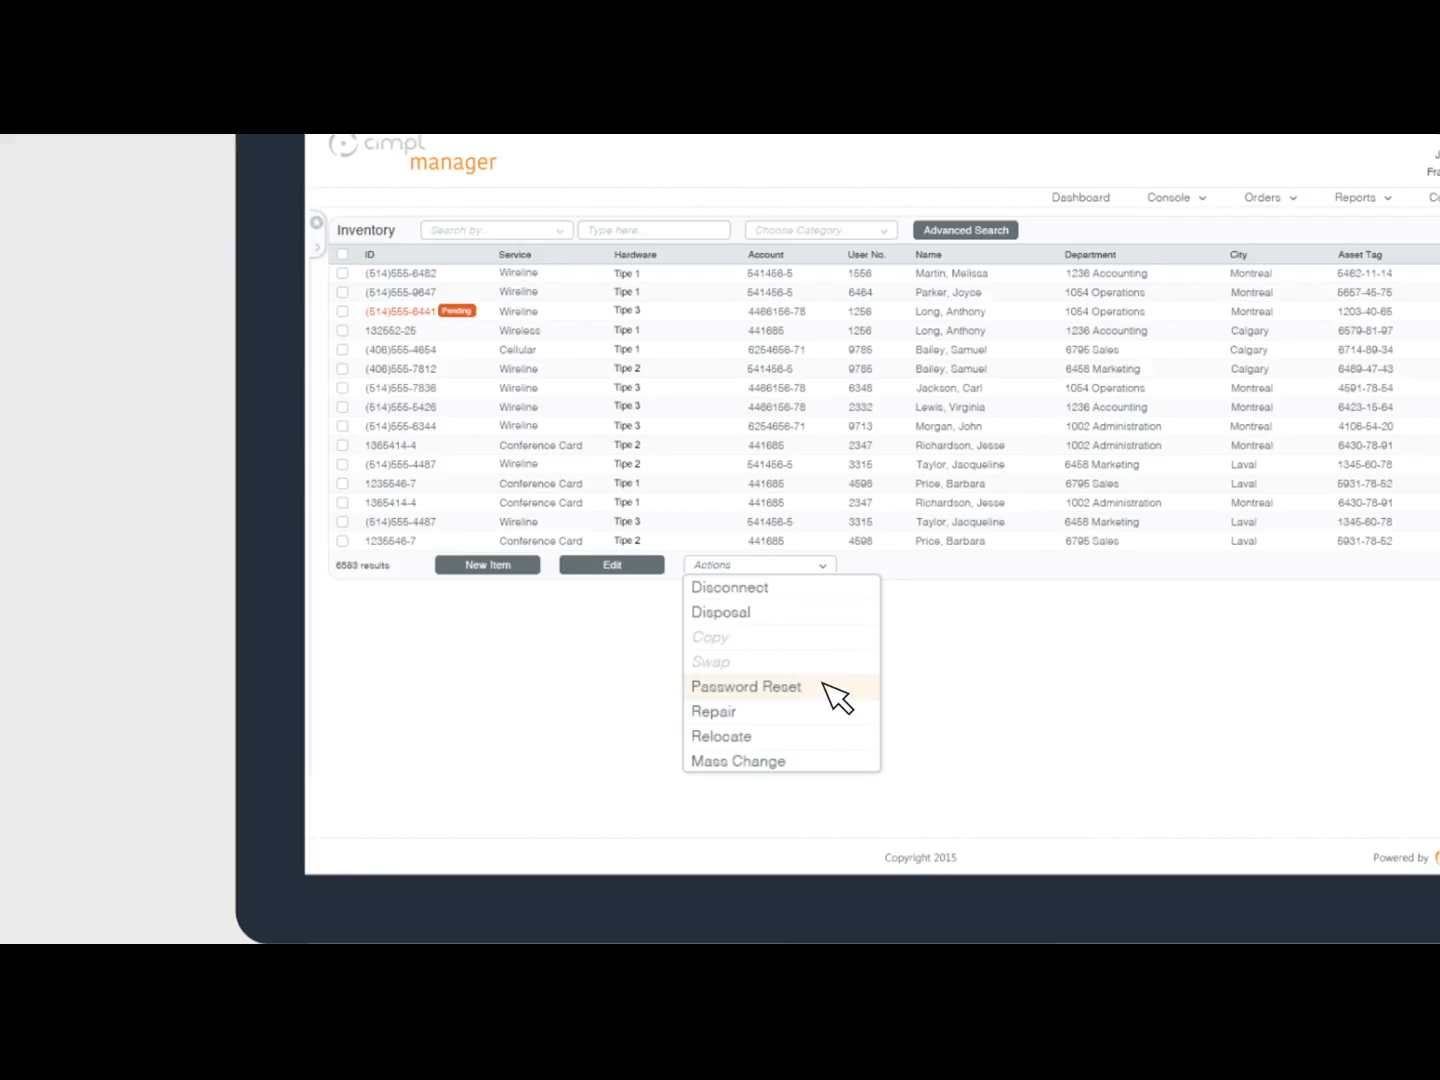 cimpl
manager
J
Fra
Dashboard Console Orders Reports Co
Inventory Search by... Type here... Choose Category Advanced Search
ID Service Hardware Account User No. Name Department City Asset Tag
(514)555-6482 Wireline Tipe 1 541456-5 1556 Martin, Melissa 1236 Accounting Montreal 5462-11-14
(514)555-9647 Wireline Tipe 1 541456-5 6464 Parker, Joyce 1054 Operations Montreal 5657-45-75
(514)555-6441 Pending Wireline Tipe 3 4466156-78 1256 Long, Anthony 1054 Operations Montreal 1203-40-65
132552-25 Wireless Tipe 1 441685 1256 Long, Anthony 1236 Accounting Calgary 6579-81-97
(406)555-4654 Cellular Tipe 1 6254656-71 9785 Bailey, Samuel 6795 Sales Calgary 6714-89-34
(406)555-7812 Wireline Tipe 2 541456-5 9785 Bailey, Samuel 6458 Marketing Calgary 6489-47-43
(514)555-7836 Wireline Tipe 3 4466156-78 6348 Jackson, Carl 1054 Operations Montreal 4591-78-54
(514)555-5426 Wireline Tipe 3 4466156-78 2332 Lewis, Virginia 1236 Accounting Montreal 6423-15-64
(514)555-6344 Wireline Tipe 3 6254656-71 9713 Morgan, John 1002 Administration Montreal 4106-54-20
1365414-4 Conference Card Tipe 2 441685 2347 Richardson, Jesse 1002 Administration Montreal 6430-78-91
(514)555-4487 Wireline Tipe 2 541456-5 3315 Taylor, Jacqueline 6458 Marketing Laval 1345-60-78
1235546-7 Conference Card Tipe 1 441685 4598 Price, Barbara 6795 Sales Laval 5931-78-52
1365414-4 Conference Card Tipe 1 441685 2347 Richardson, Jesse 1002 Administration Montreal 6430-78-91
(514)555-4487 Wireline Tipe 3 541456-5 3315 Taylor, Jacqueline 6458 Marketing Laval 1345-60-78
1235546-7 Conference Card Tipe 2 441685 4598 Price, Barbara 6795 Sales Laval 5931-78-52
6583 results New Item Edit Actions
Disconnect
Disposal
Copy
Swap
Password Reset
Repair
Relocate
Mass Change
Copyright 2015 Powered by